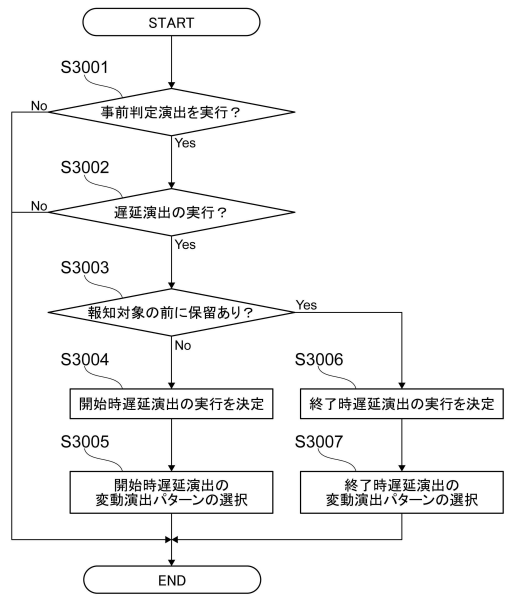 START
S3001
No
事前判定演出を実行？
Yes
S3002
No
遅延演出の実行？
Yes
S3003
報知対象の前に保留あり？
Yes
No
S3004
開始時遅延演出の実行を決定
S3006
終了時遅延演出の実行を決定
S3005
開始時遅延演出の
変動演出パターンの選択
S3007
終了時遅延演出の
変動演出パターンの選択
END